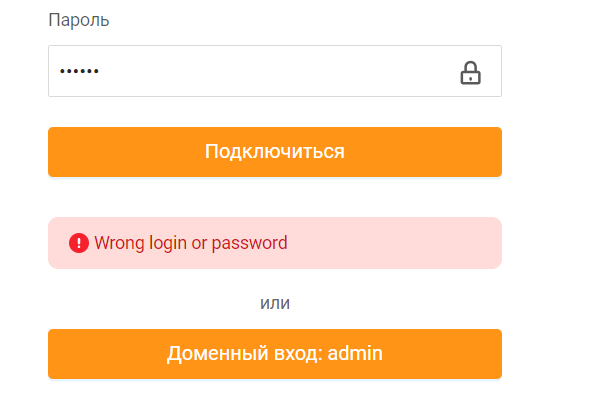 Пароль
••••••
Подключиться
Wrong login or password
или
Доменный вход: admin